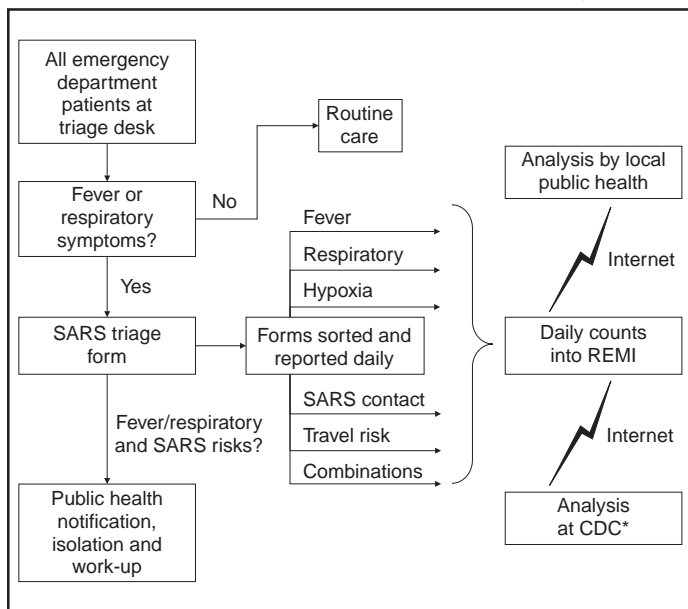 All emergency
department
patients at
triage desk
Routine
care
No
Fever or
respiratory
symptoms?
Yes
SARS triage
form
Forms sorted and
reported daily
Fever
Respiratory
Hypoxia
SARS contact
Travel risk
Combinations
Fever/respiratory
and SARS risks?
Public health
notification,
isolation and
work-up
Analysis by local
public health
Internet
Daily counts
into REMI
Internet
Analysis
at CDC*